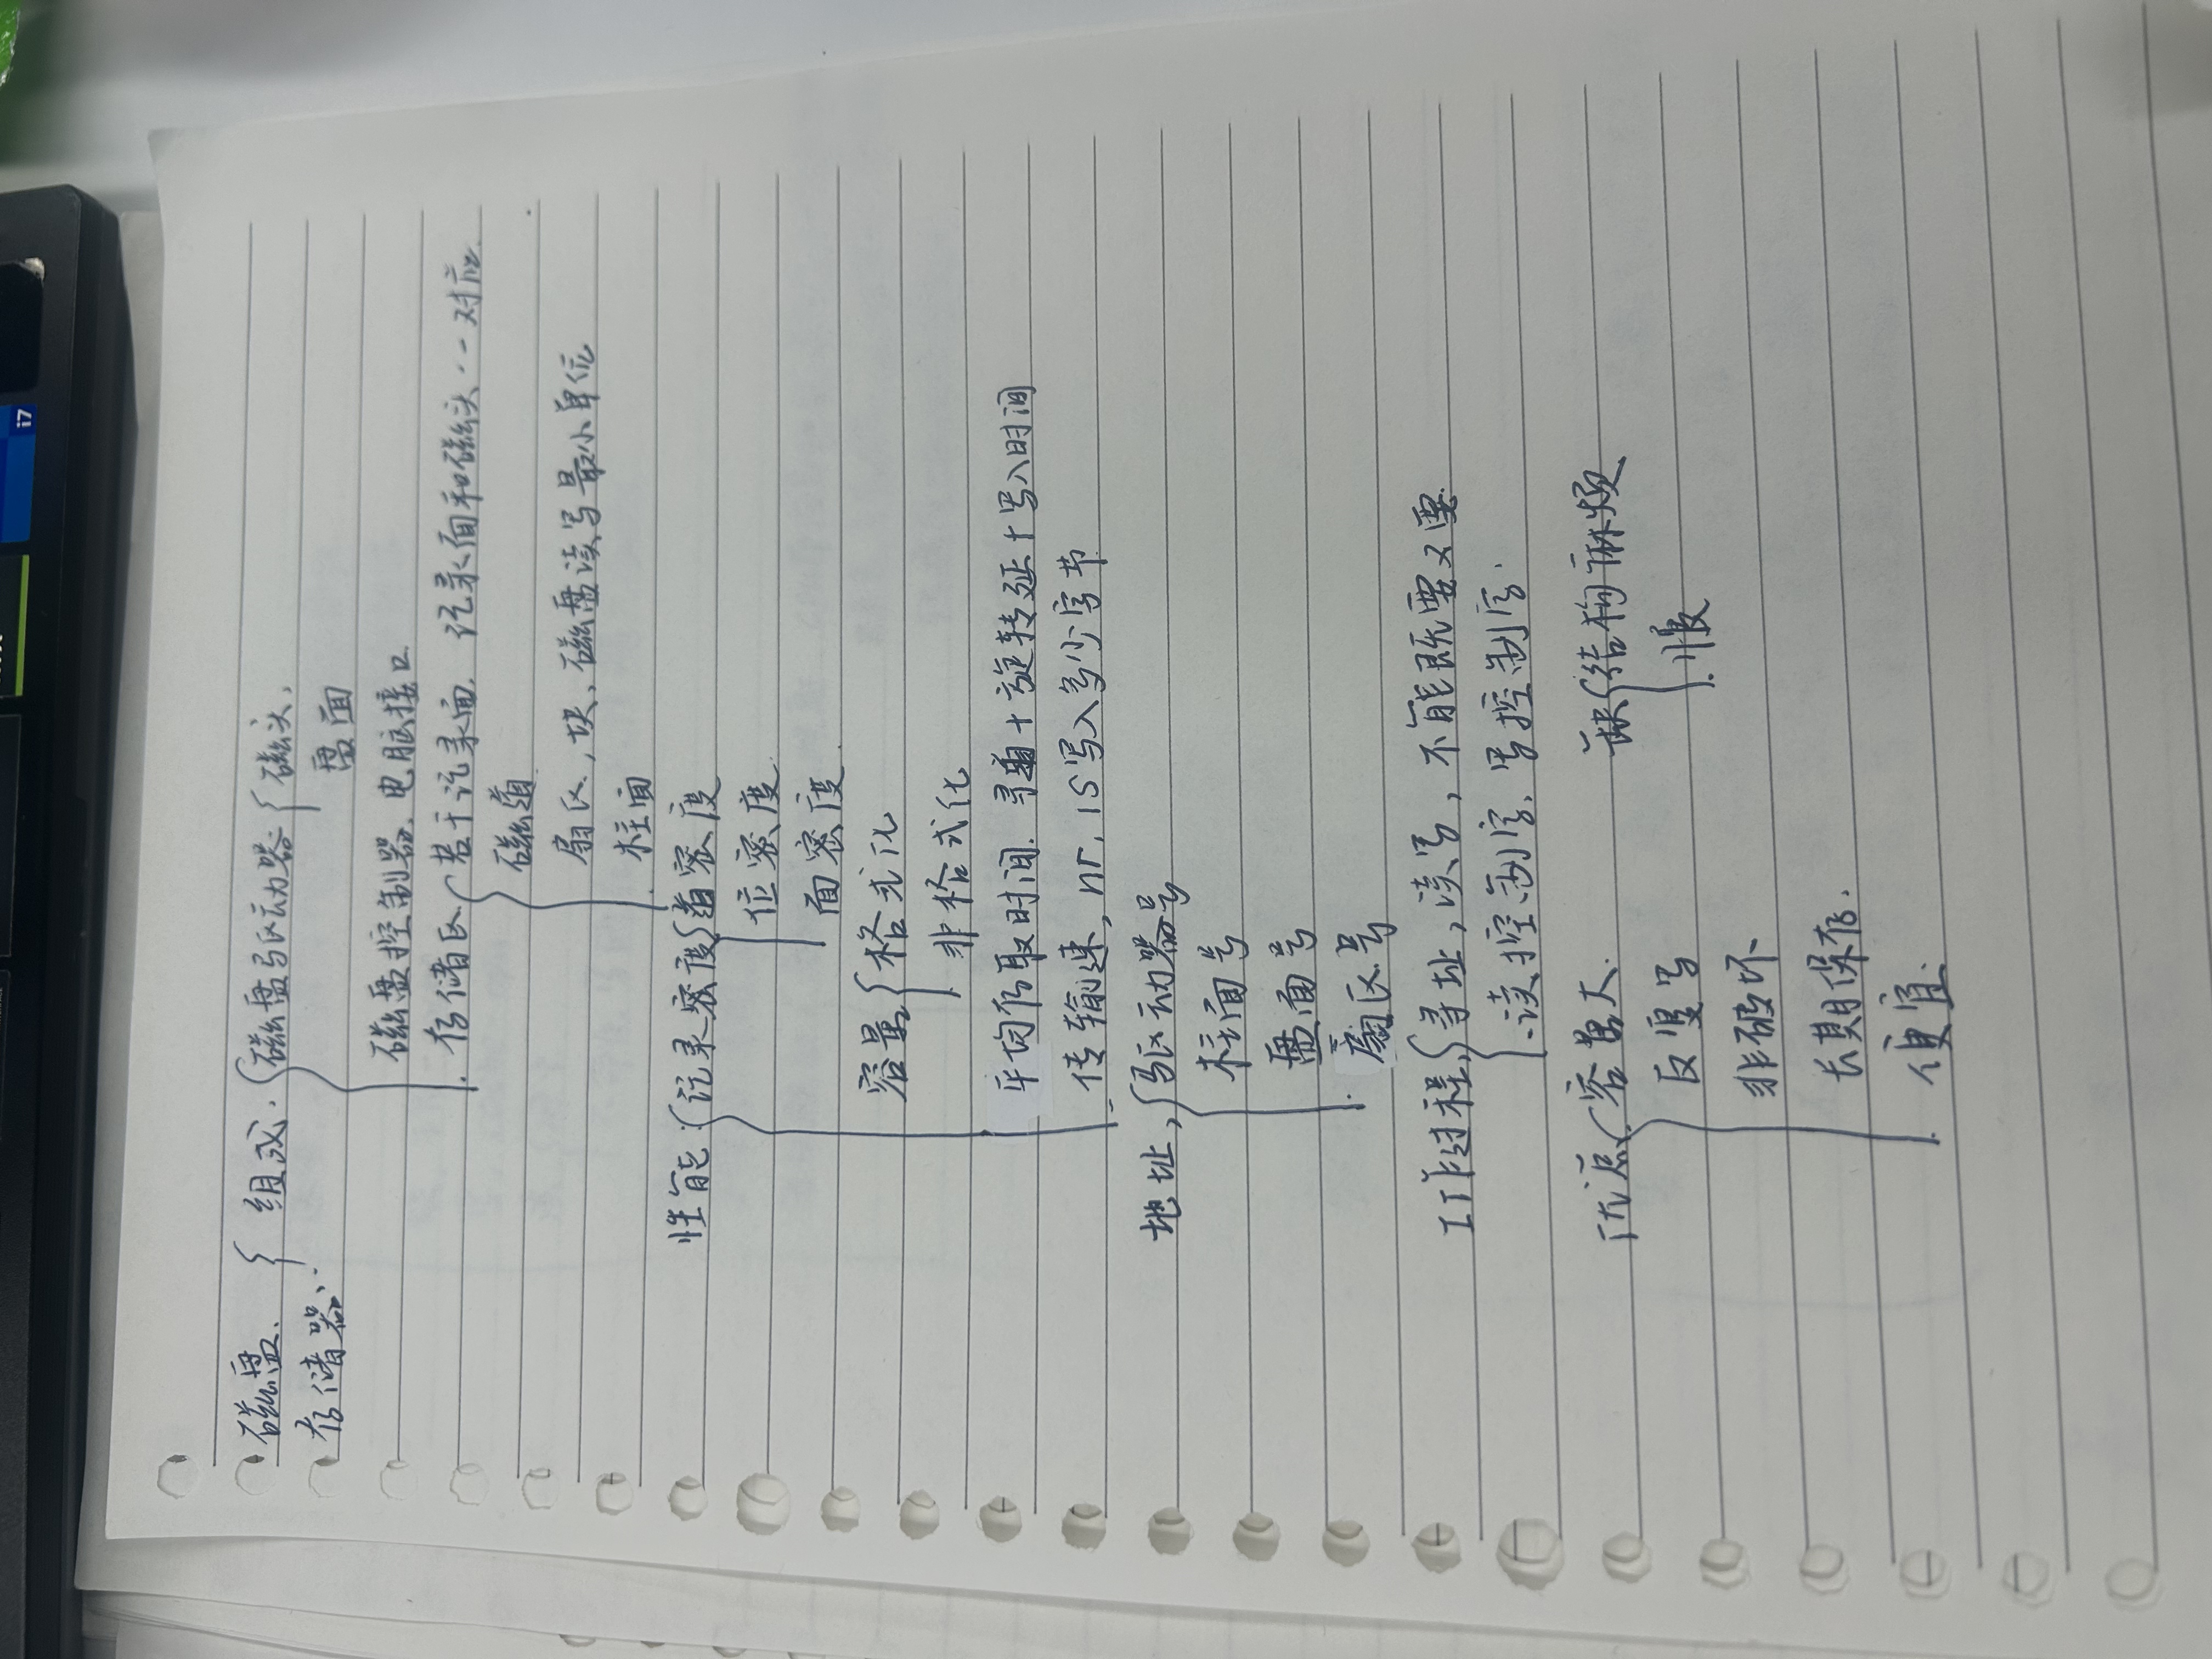 i7
磁盘. { 组成. { 磁盘驱动器 { 磁头,
存储器 盘面
磁盘控制器. 电脑接口
存储区 { 若干记录面. 记录面和磁头一一对应.
磁道
扇区, 块, 磁盘读写最小单位
柱面
性能: { 记录密度 { 道密度
位密度.
面密度.
容量 { 格式化
非格式化
平均存取时间. 寻道+旋转延+写入时间
传输速, nr, 1S写入多少字节
地址, { 驱动器号
柱面号
盘面号
扇区号
工作过程, { 寻址, 读写, 不能既要又要
读控制字, 写控制字.
优点 { 容量大. 缺 { 结构麻烦
反复写 慢
非破坏
长期保存.
便宜.